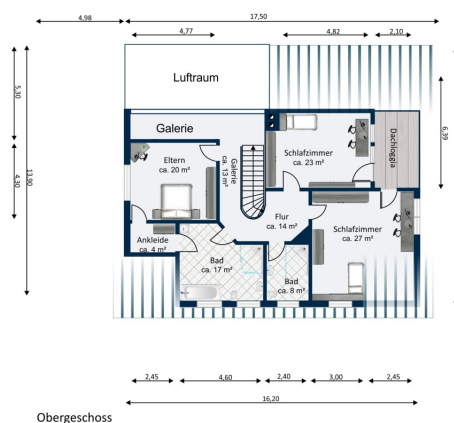 4,98
17,50
4,77
4,82
2,10
Luftraum
5,30
6,39
Galerie
Dachloggia
Schlafzimmer
ca. 23 m²
Eltern
ca. 20 m²
Galerie
ca. 13 m²
4,30
13,90
Flur
ca. 14 m²
Schlafzimmer
ca. 27 m²
Ankleide
ca. 4 m²
Bad
ca. 17 m²
Bad
ca. 8 m²
2,45
4,60
2,40
3,00
2,45
16,20
Obergeschoss